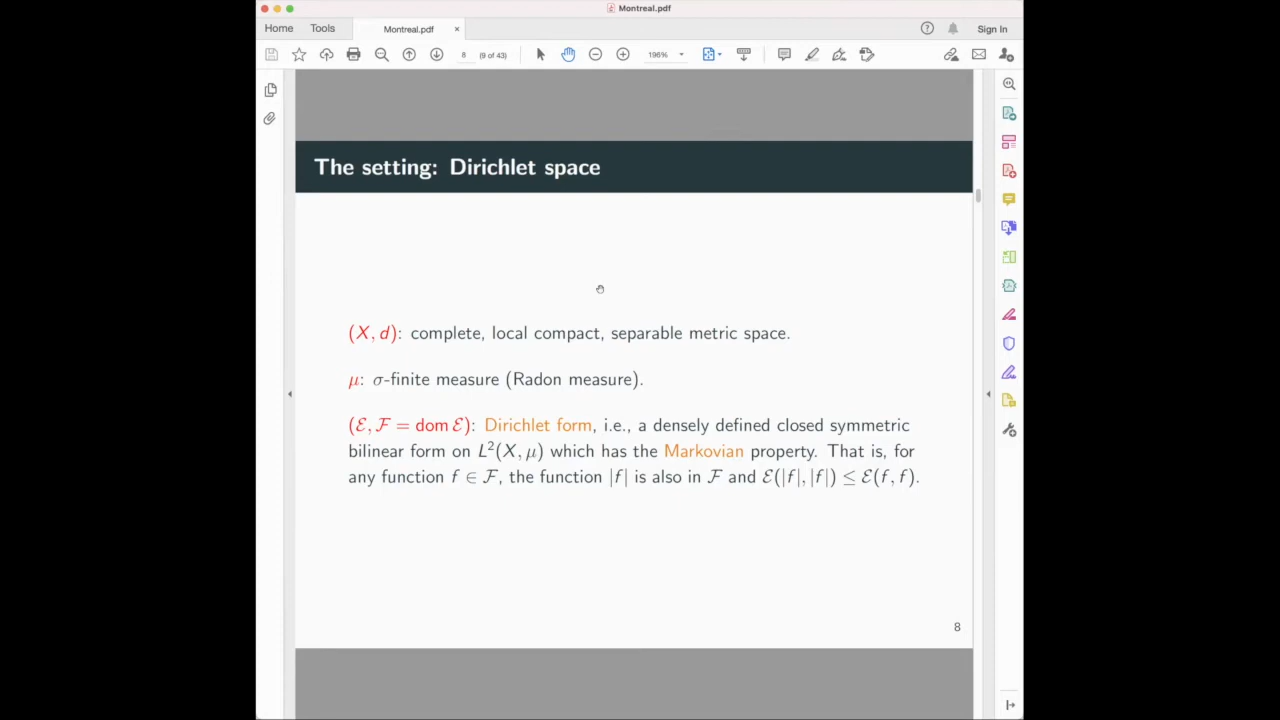 Montreal.pdf
Home Tools Montreal.pdf × Sign In
8 (9 of 43) 196%
The setting: Dirichlet space
(X, d): complete, local compact, separable metric space.
μ: σ-finite measure (Radon measure).
(ℰ, ℱ = dom ℰ): Dirichlet form, i.e., a densely defined closed symmetric
bilinear form on L²(X, μ) which has the Markovian property. That is, for
any function f ∈ ℱ, the function |f| is also in ℱ and ℰ(|f|, |f|) ≤ ℰ(f, f).
8